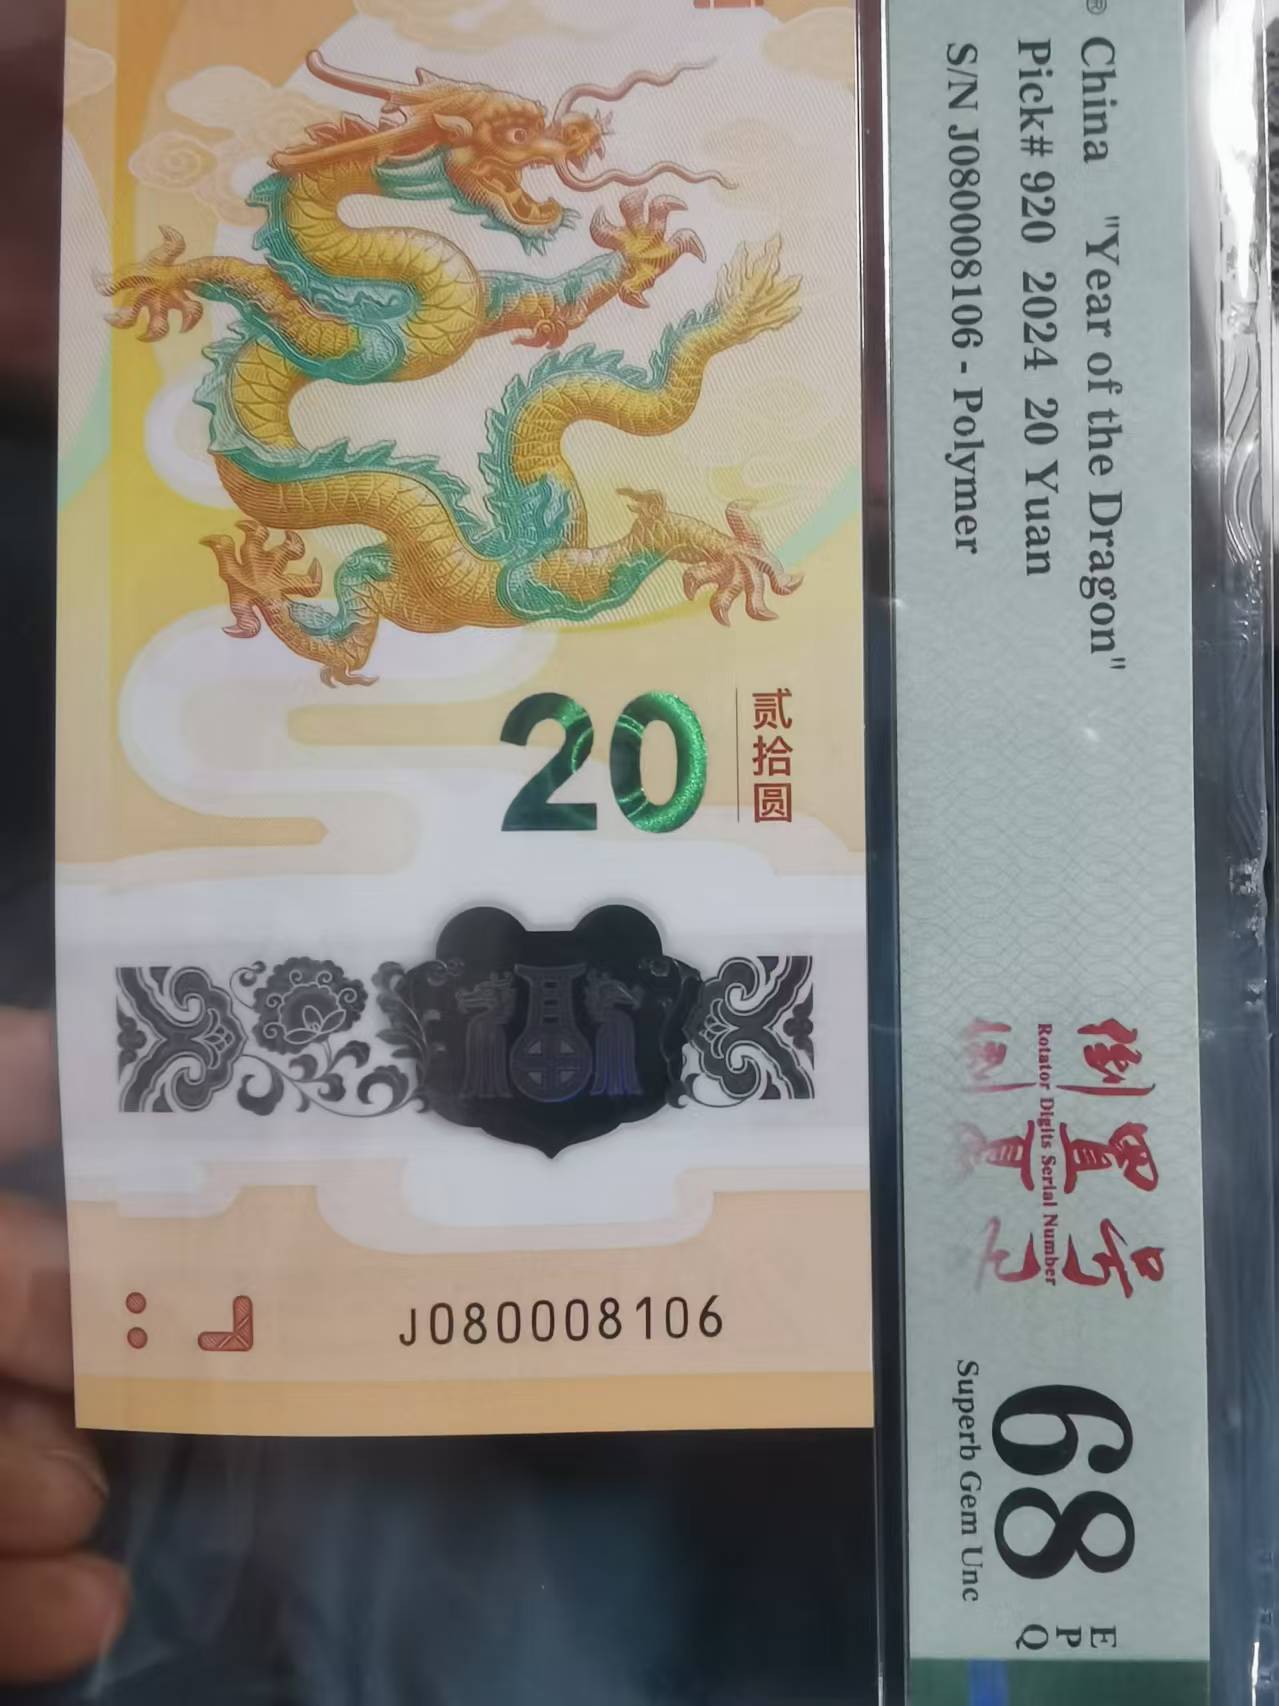 贰拾圆
20
J080008106
® China "Year of the Dragon"
Pick# 920 2024 20 Yuan
S/N J080008106 - Polymer
倒置号
Rotator Digits Serial Number
68
EPQ
Superb Gem Unc